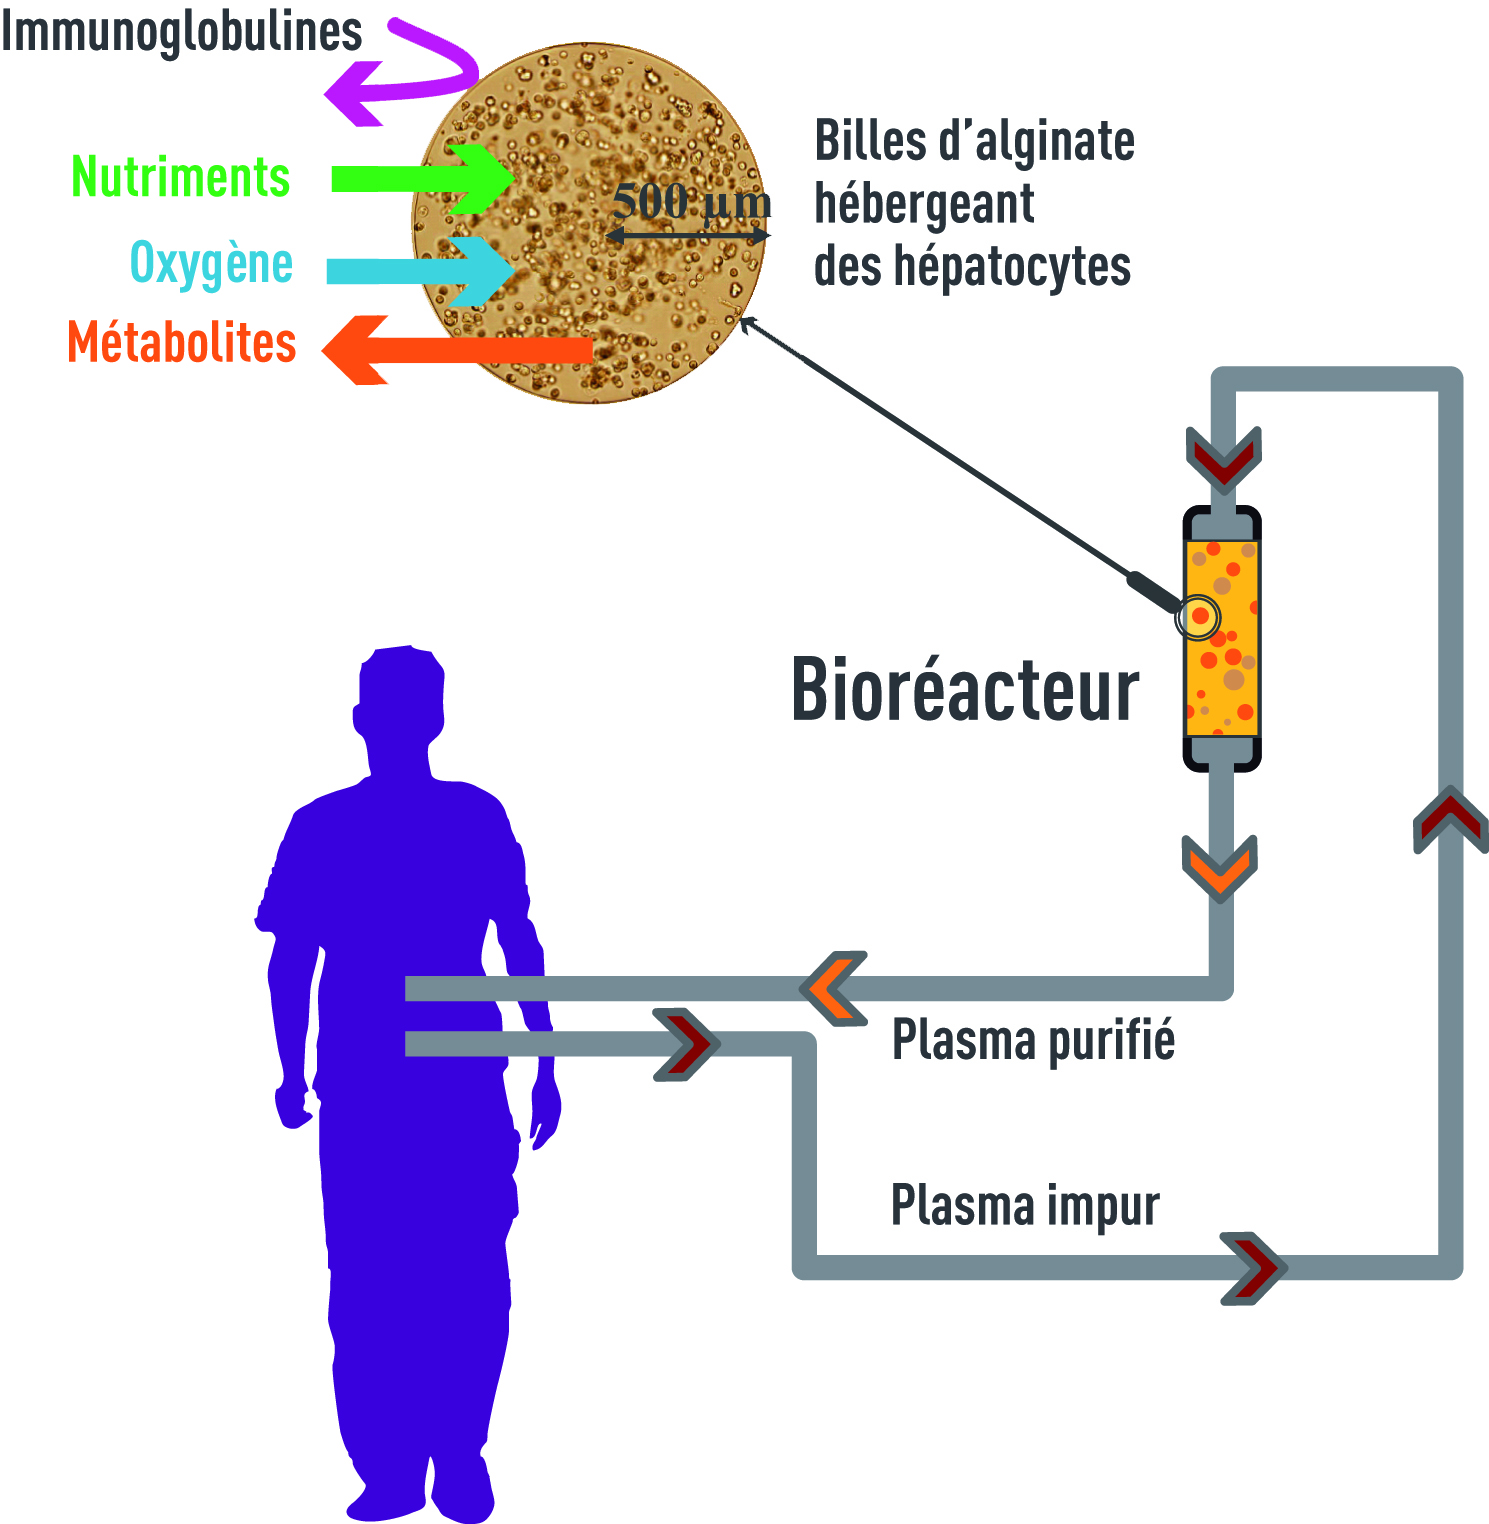 Immunoglobulines
Nutriments
Oxygène
Métabolites
500 µm
Billes d’alginate
hébergeant
des hépatocytes
Bioréacteur
Plasma purifié
Plasma impur